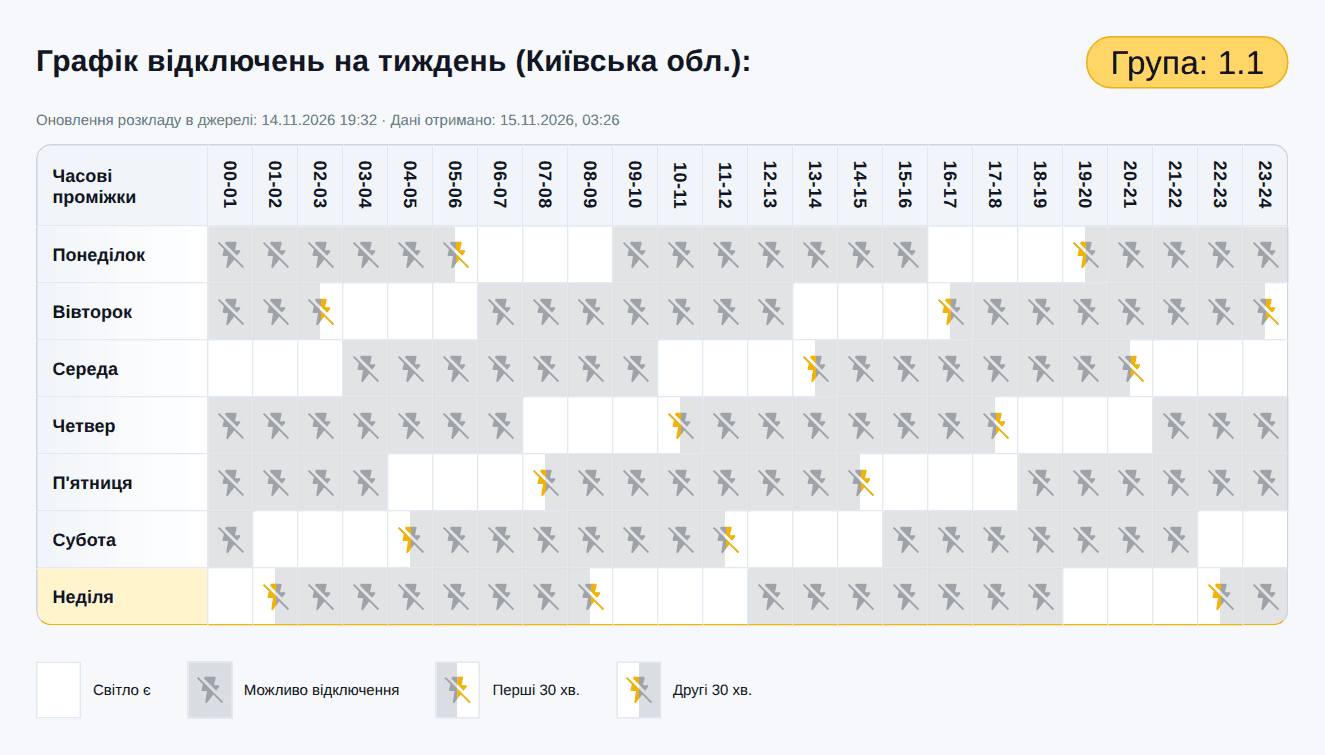 Графік відключень на тиждень (Київська обл.):
Група: 1.1
Оновлення розкладу в джерелі: 14.11.2026 19:32 · Дані отримано: 15.11.2026, 03:26
Часові
проміжки
00-01
01-02
02-03
03-04
04-05
05-06
06-07
07-08
08-09
09-10
10-11
11-12
12-13
13-14
14-15
15-16
16-17
17-18
18-19
19-20
20-21
21-22
22-23
23-24
Понеділок
Вівторок
Середа
Четвер
П'ятниця
Субота
Неділя
Світло є
Можливо відключення
Перші 30 хв.
Другі 30 хв.